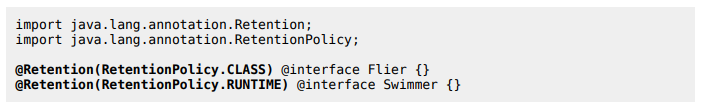 import java.lang.annotation.Retention;
import java.lang.annotation.RetentionPolicy;
@Retention(RetentionPolicy.CLASS) @interface Flier {}
@Retention(RetentionPolicy.RUNTIME) @interface Swimmer {}